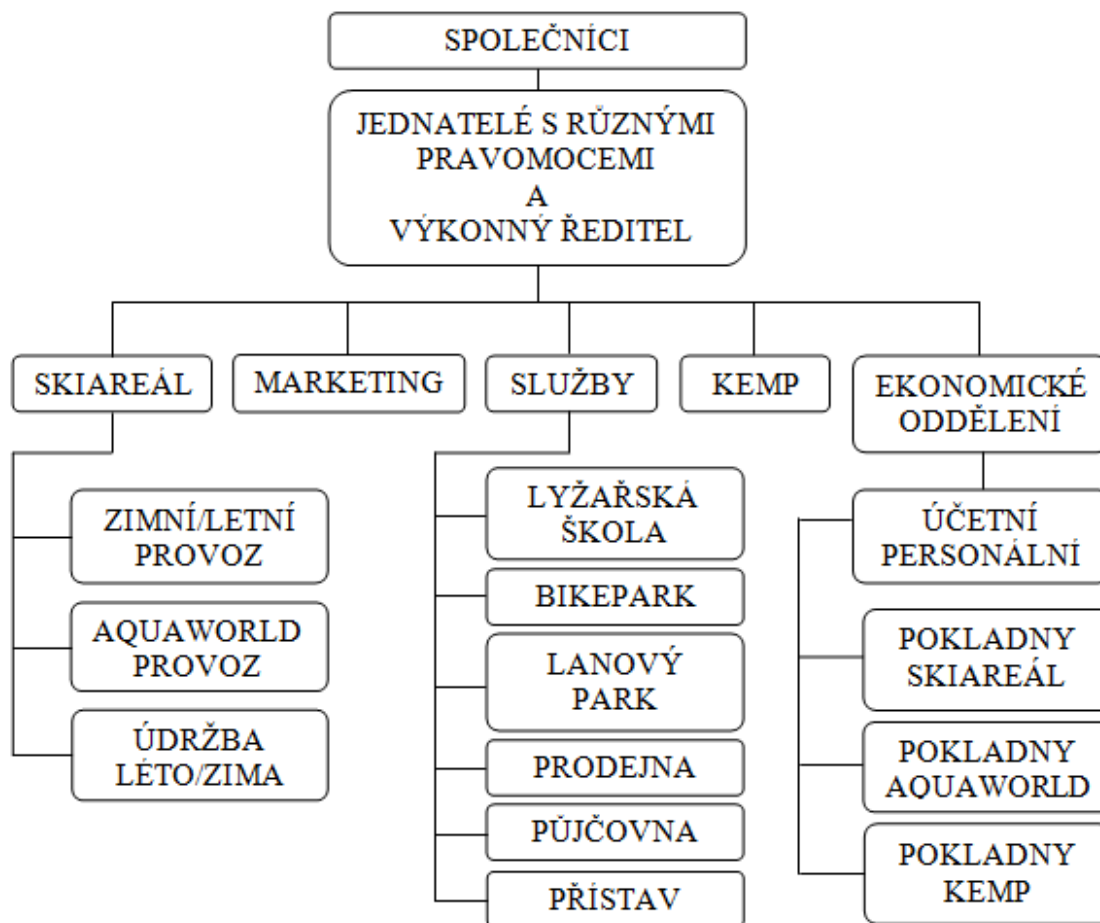 SPOLEČNÍCI
JEDNATELÉ S RŮZNÝMI
PRAVOMOCEMI
A
VÝKONNÝ ŘEDITEL
SKIAREÁL
MARKETING
SLUŽBY
KEMP
EKONOMICKÉ
ODDĚLENÍ
ZIMNÍ/LETNÍ
PROVOZ
AQUAWORLD
PROVOZ
ÚDRŽBA
LÉTO/ZIMA
LYŽAŘSKÁ
ŠKOLA
BIKEPARK
LANOVÝ
PARK
PRODEJNA
PŮJČOVNA
PŘÍSTAV
ÚČETNÍ
PERSONÁLNÍ
POKLADNY
SKIAREÁL
POKLADNY
AQUAWORLD
POKLADNY
KEMP